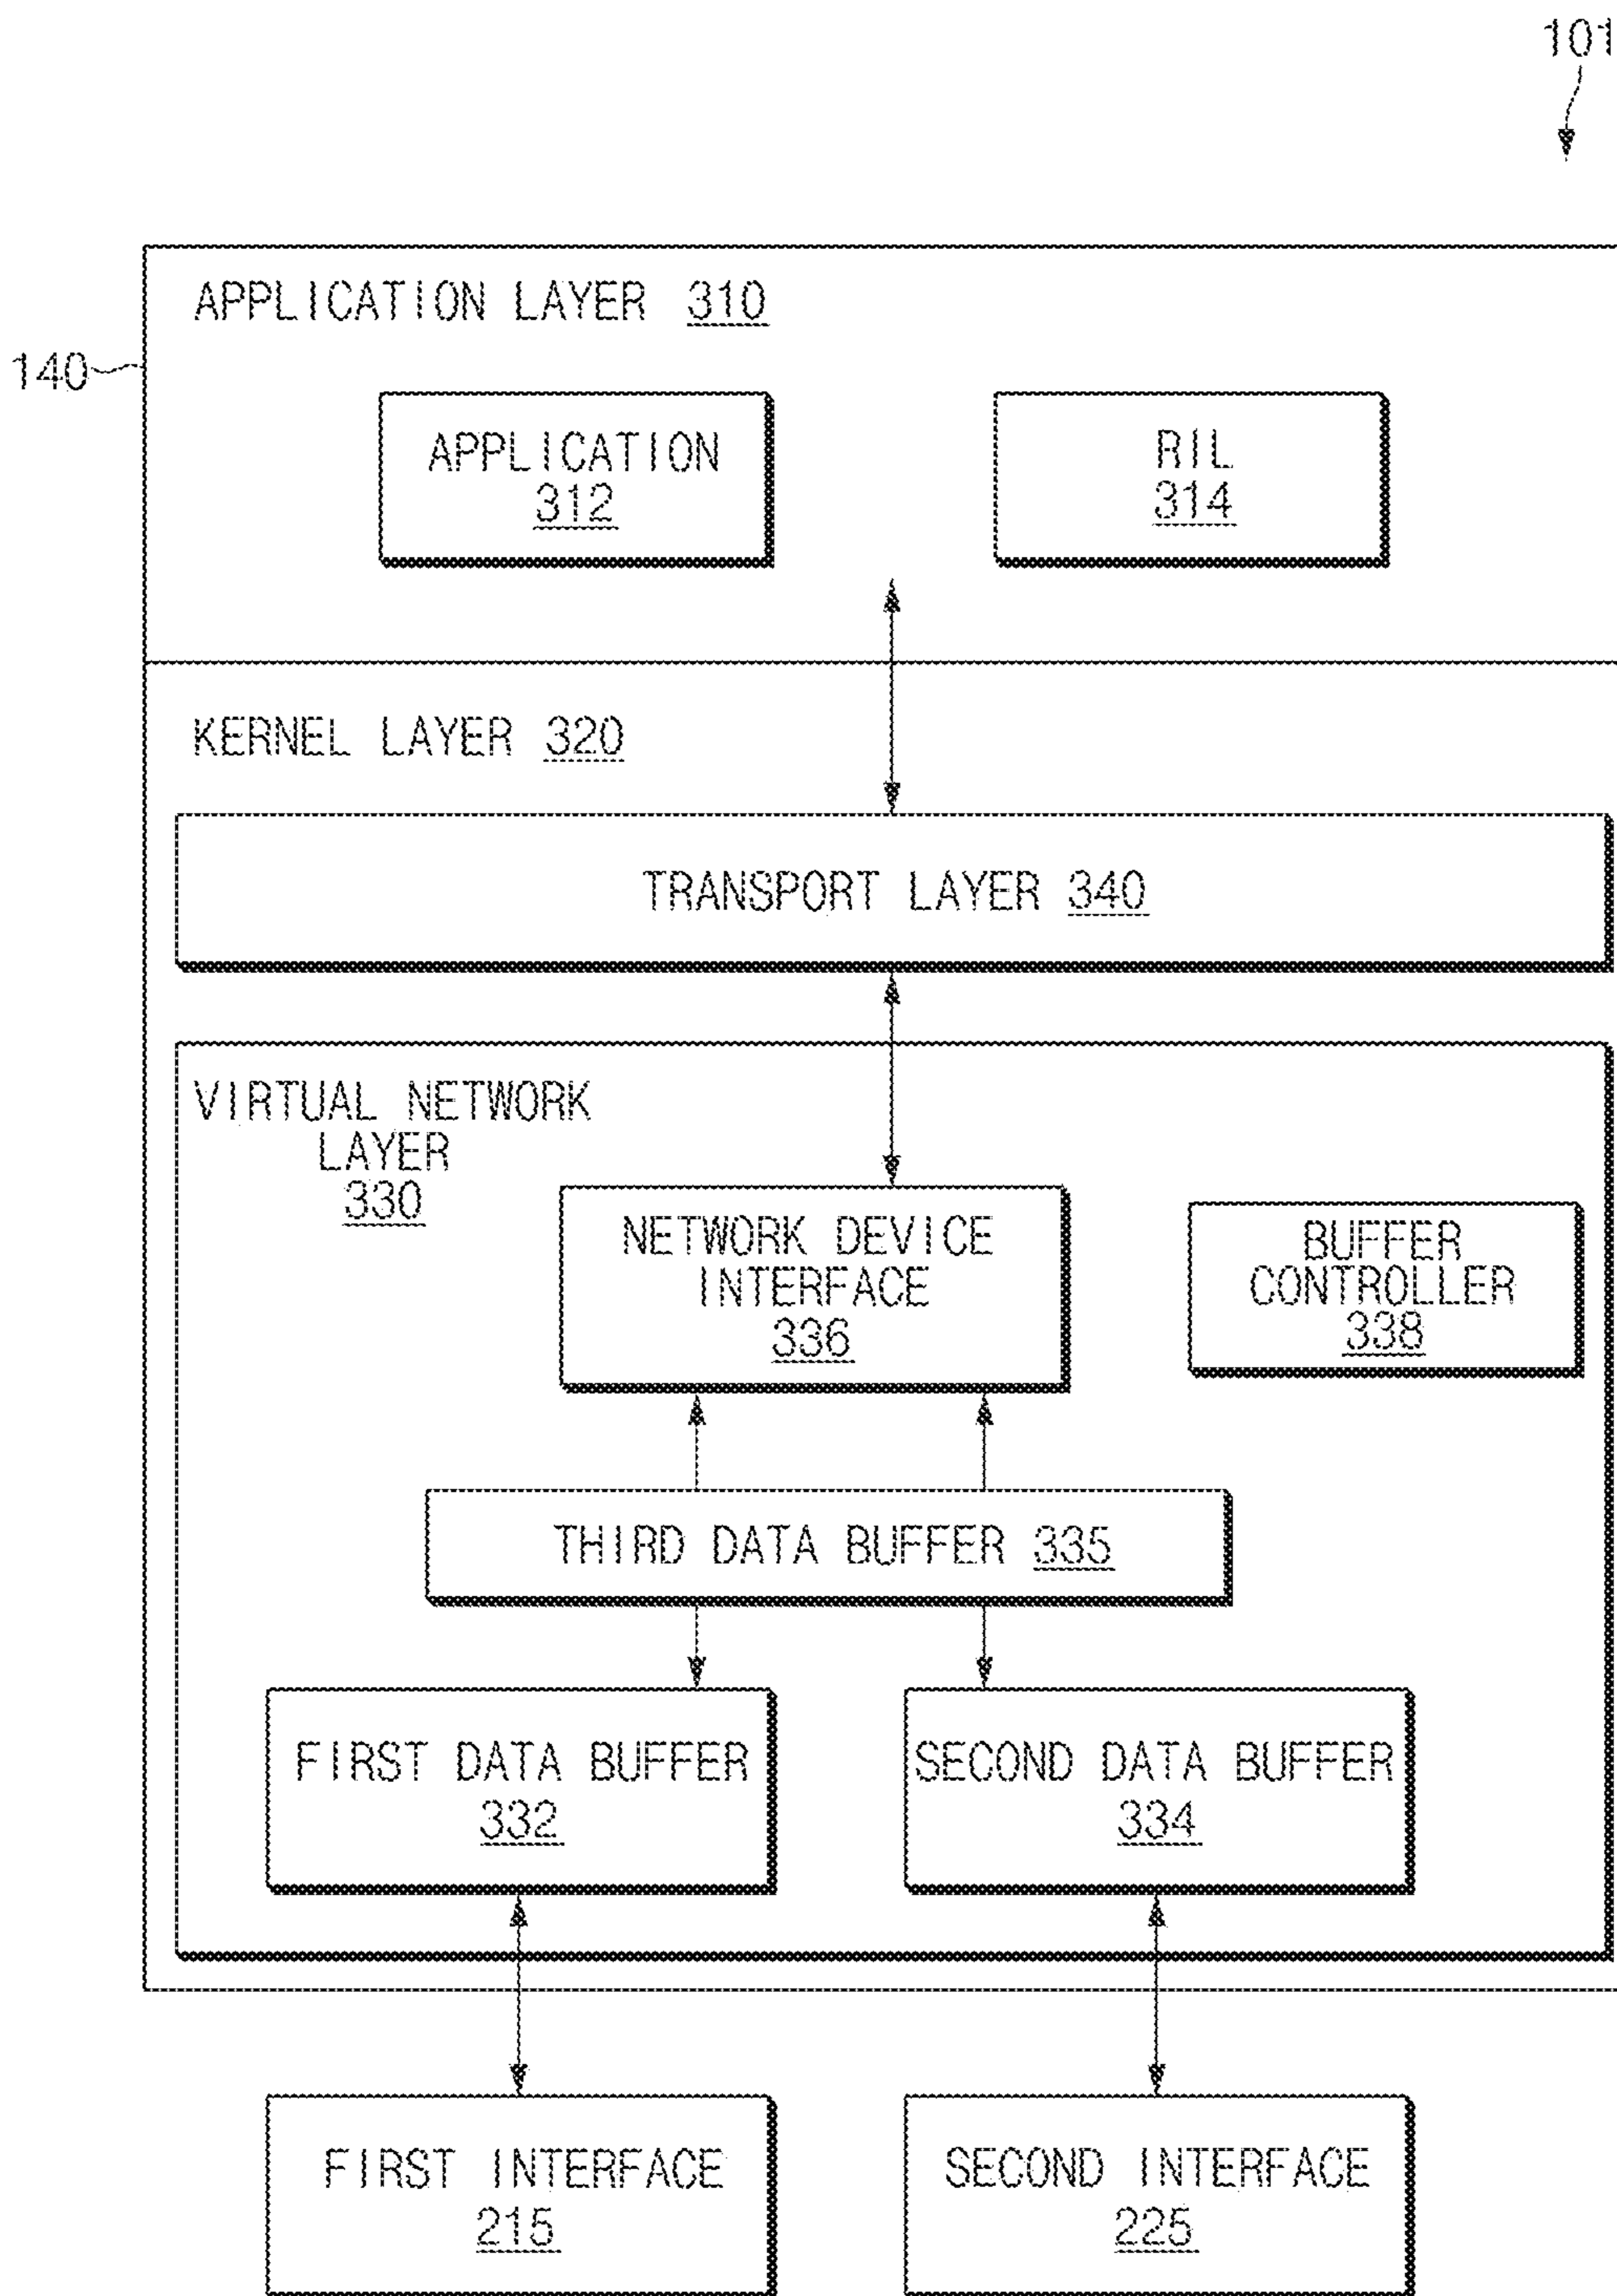 101
APPLICATION LAYER 310
140
APPLICATION
312
RIL
314
KERNEL LAYER 320
TRANSPORT LAYER 340
VIRTUAL NETWORK
LAYER
330
NETWORK DEVICE
INTERFACE
336
BUFFER
CONTROLLER
338
THIRD DATA BUFFER 335
FIRST DATA BUFFER
332
SECOND DATA BUFFER
334
FIRST INTERFACE
215
SECOND INTERFACE
225